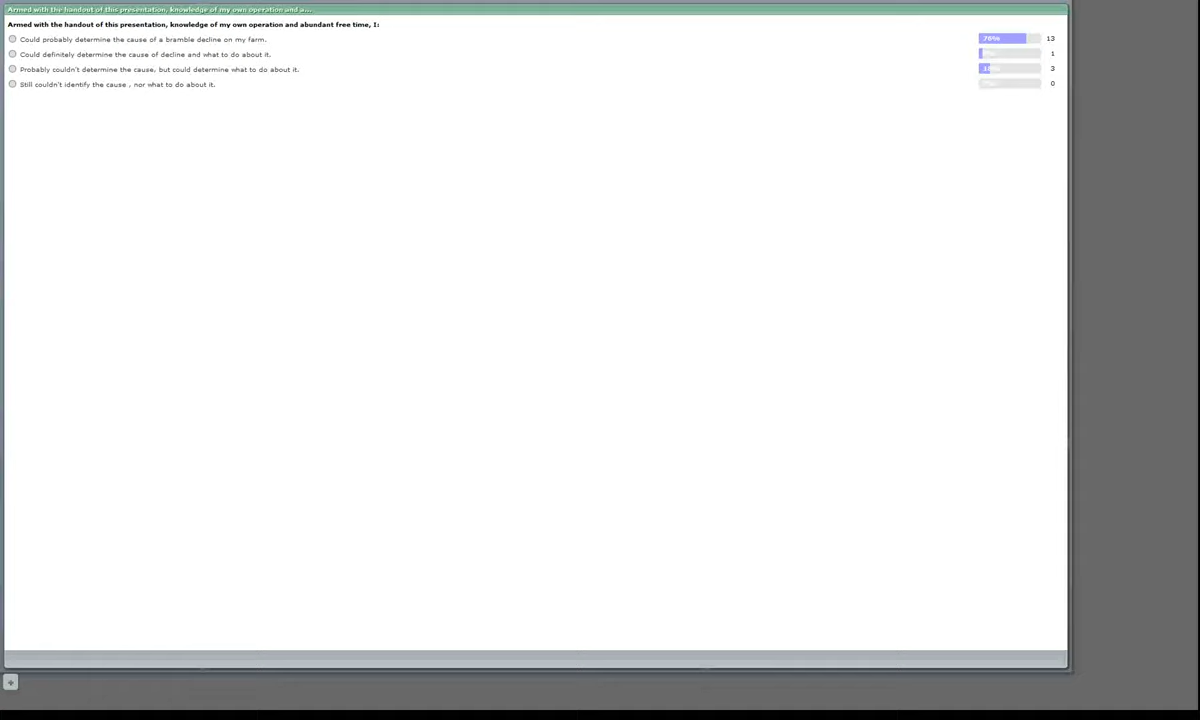 Armed with the handout of this presentation, knowledge of my own operation and a...
Armed with the handout of this presentation, knowledge of my own operation and abundant free time, I:
Could probably determine the cause of a bramble decline on my farm.
76% 13
Could definitely determine the cause of decline and what to do about it.
1
Probably couldn't determine the cause, but could determine what to do about it.
18% 3
Still couldn't identify the cause , nor what to do about it.
0